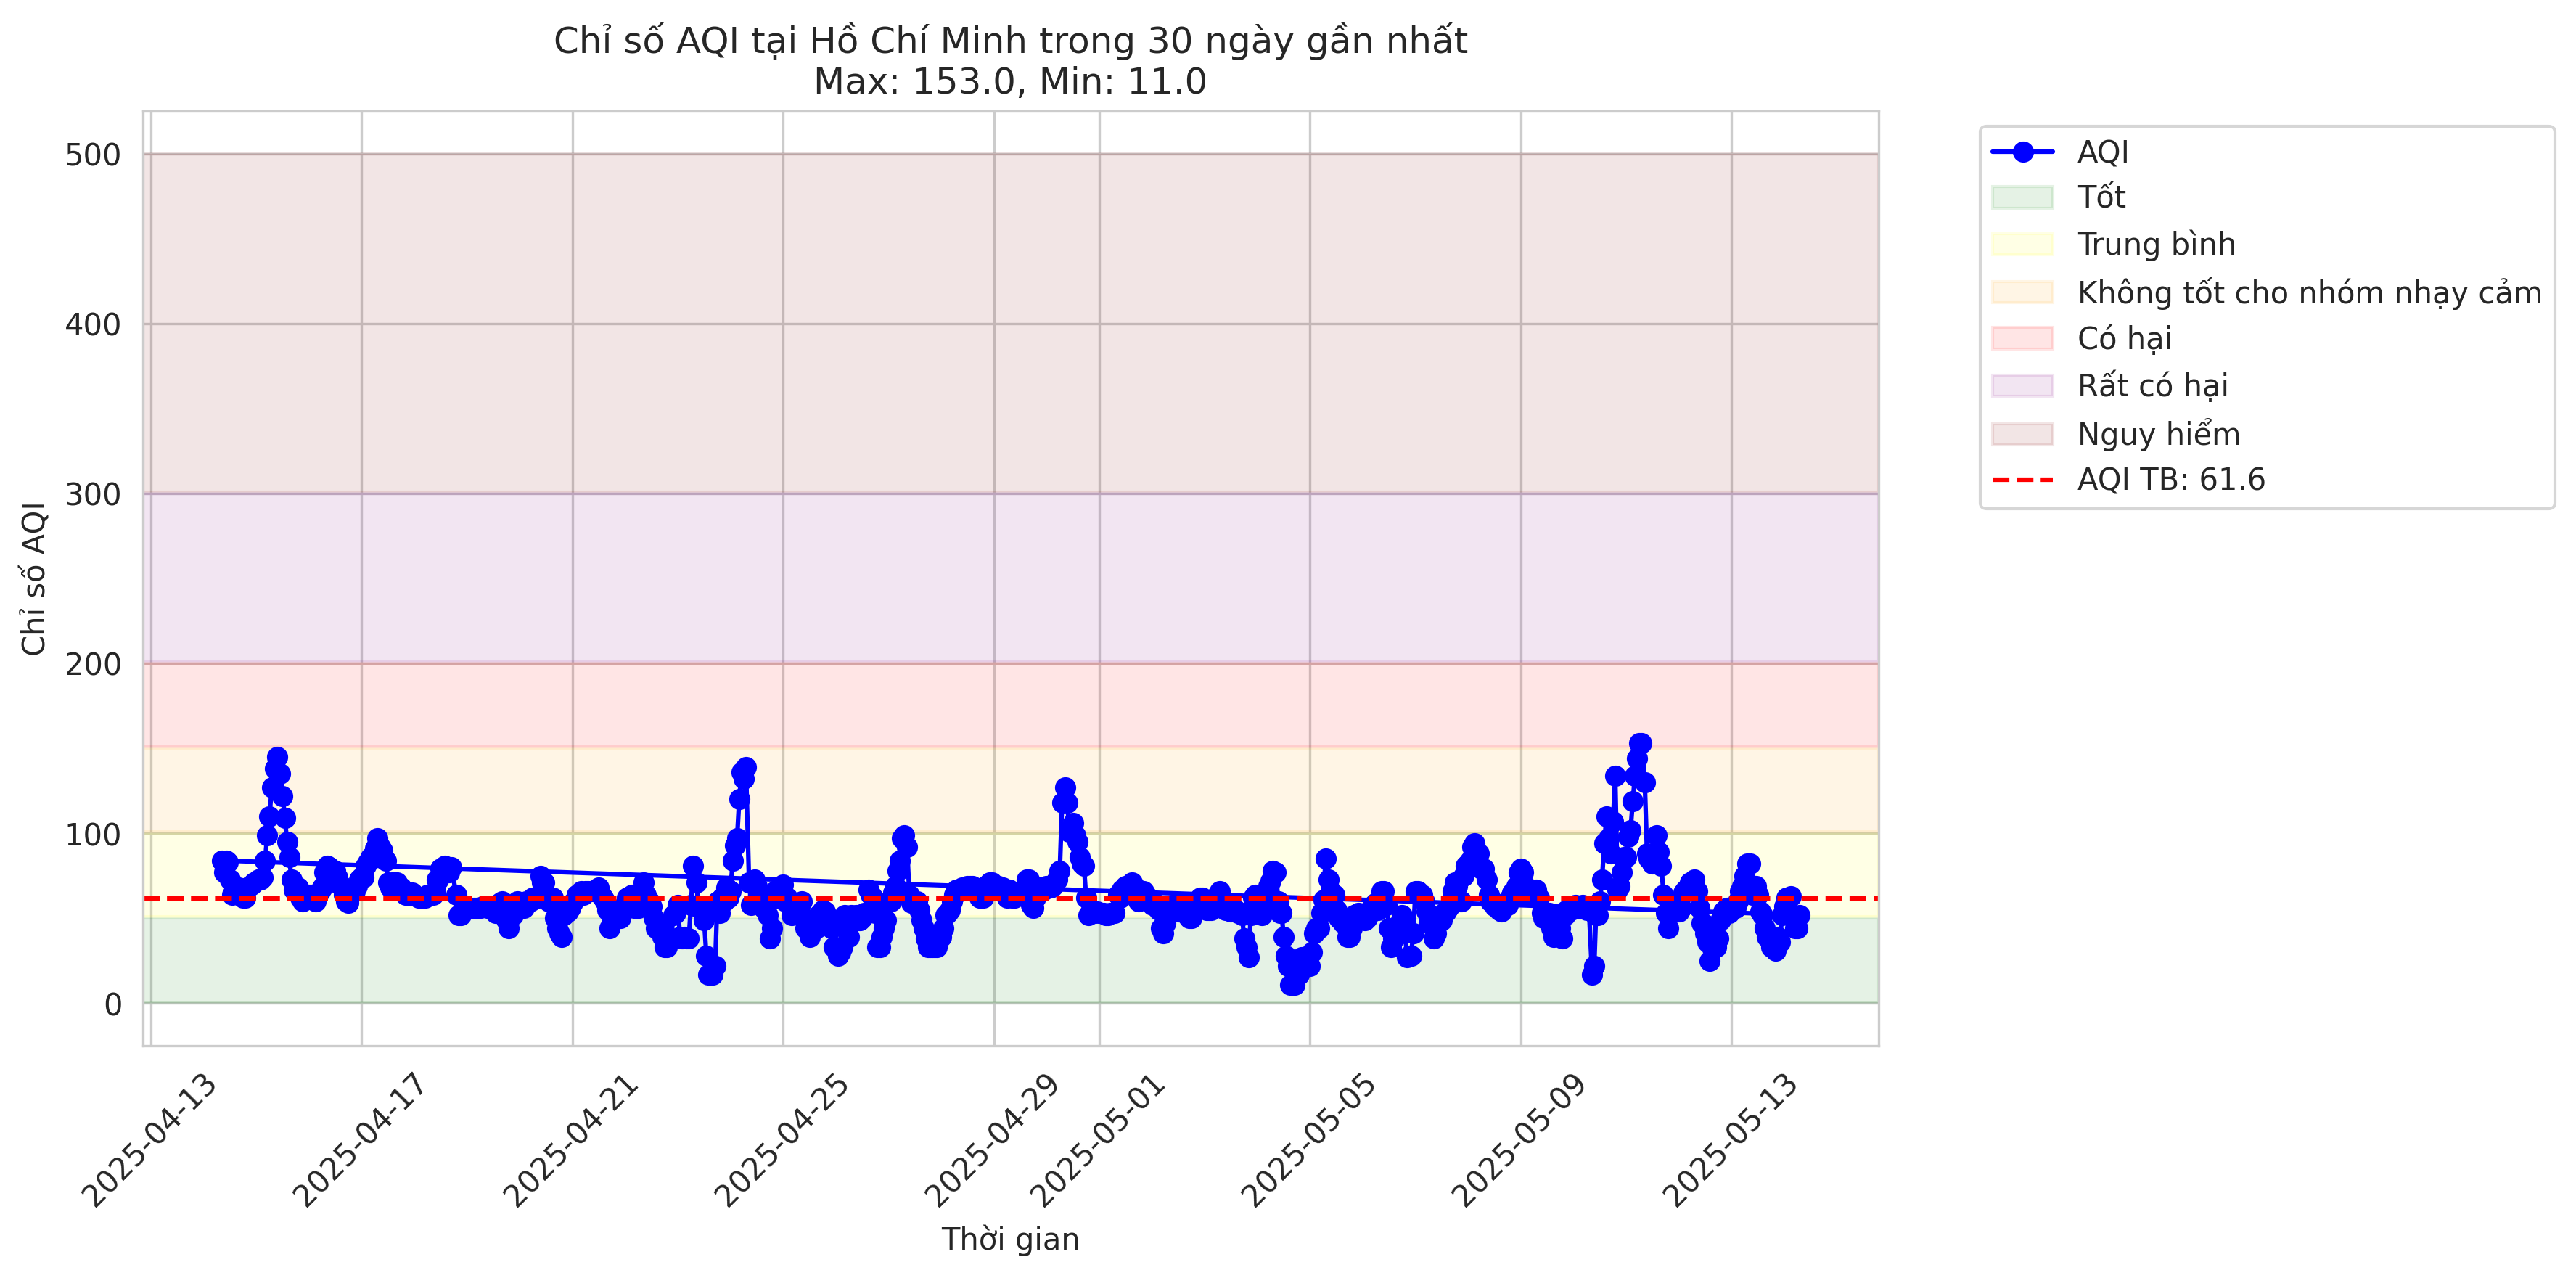 Chỉ số AQI tại Hồ Chí Minh trong 30 ngày gần nhất
Max: 153.0, Min: 11.0
Chỉ số AQI
500
400
300
200
100
0
2025-04-13
2025-04-17
2025-04-21
2025-04-25
2025-04-29
2025-05-01
2025-05-05
2025-05-09
2025-05-13
Thời gian
AQI
Tốt
Trung bình
Không tốt cho nhóm nhạy cảm
Có hại
Rất có hại
Nguy hiểm
AQI TB: 61.6